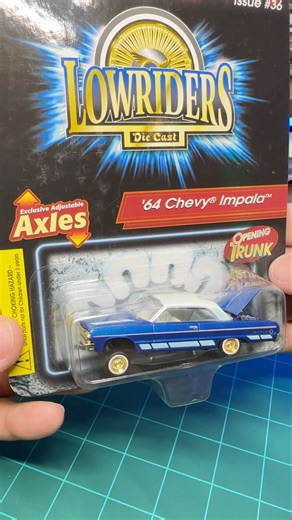 Issue #36
LOWRIDERS
Die Cast
'64 Chevy® Impala™
Exclusive Adjustable
Axles
OPENING
TRUNK
CHOKING HAZARD -